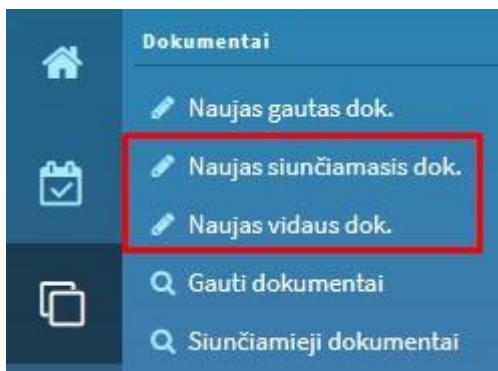 Dokumentai
Naujas gautas dok.
Naujas siunčiamasis dok.
Naujas vidaus dok.
Gauti dokumentai
Siunčiamieji dokumentai